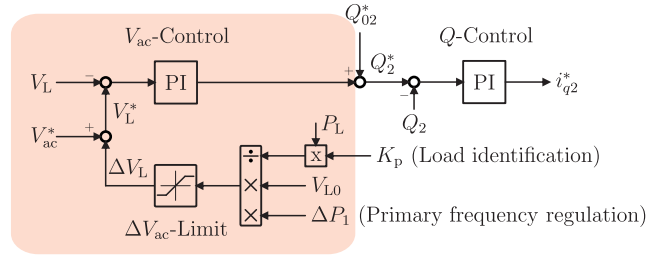 Q*02
Vac-Control
Q-Control
VL
−
PI
+
Q*2
−
PI
i*q2
V*L
Q2
V*ac
+
PL
ΔVL
÷
x
Kp (Load identification)
×
VL0
×
ΔP1 (Primary frequency regulation)
ΔVac-Limit